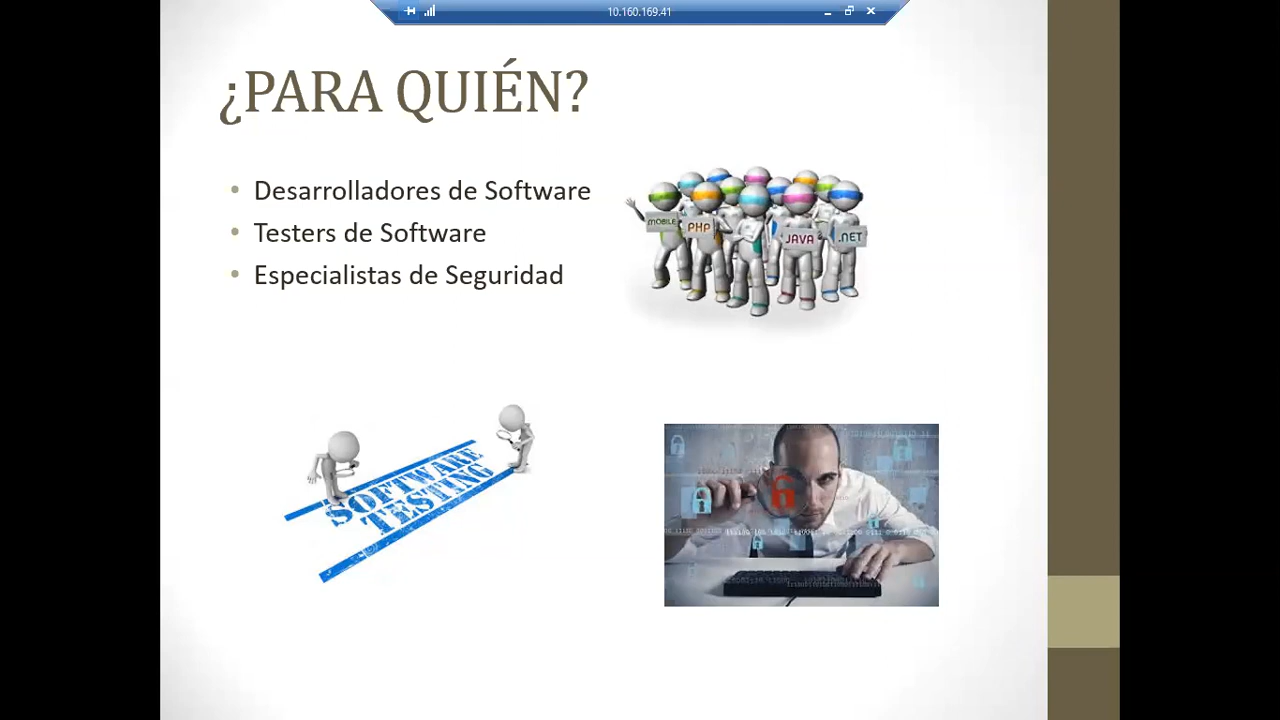 10.160.169.41
¿PARA QUIÉN?
• Desarrolladores de Software
• Testers de Software
• Especialistas de Seguridad
MOBILE
PHP
JAVA
.NET
SOFTWARE
TESTING